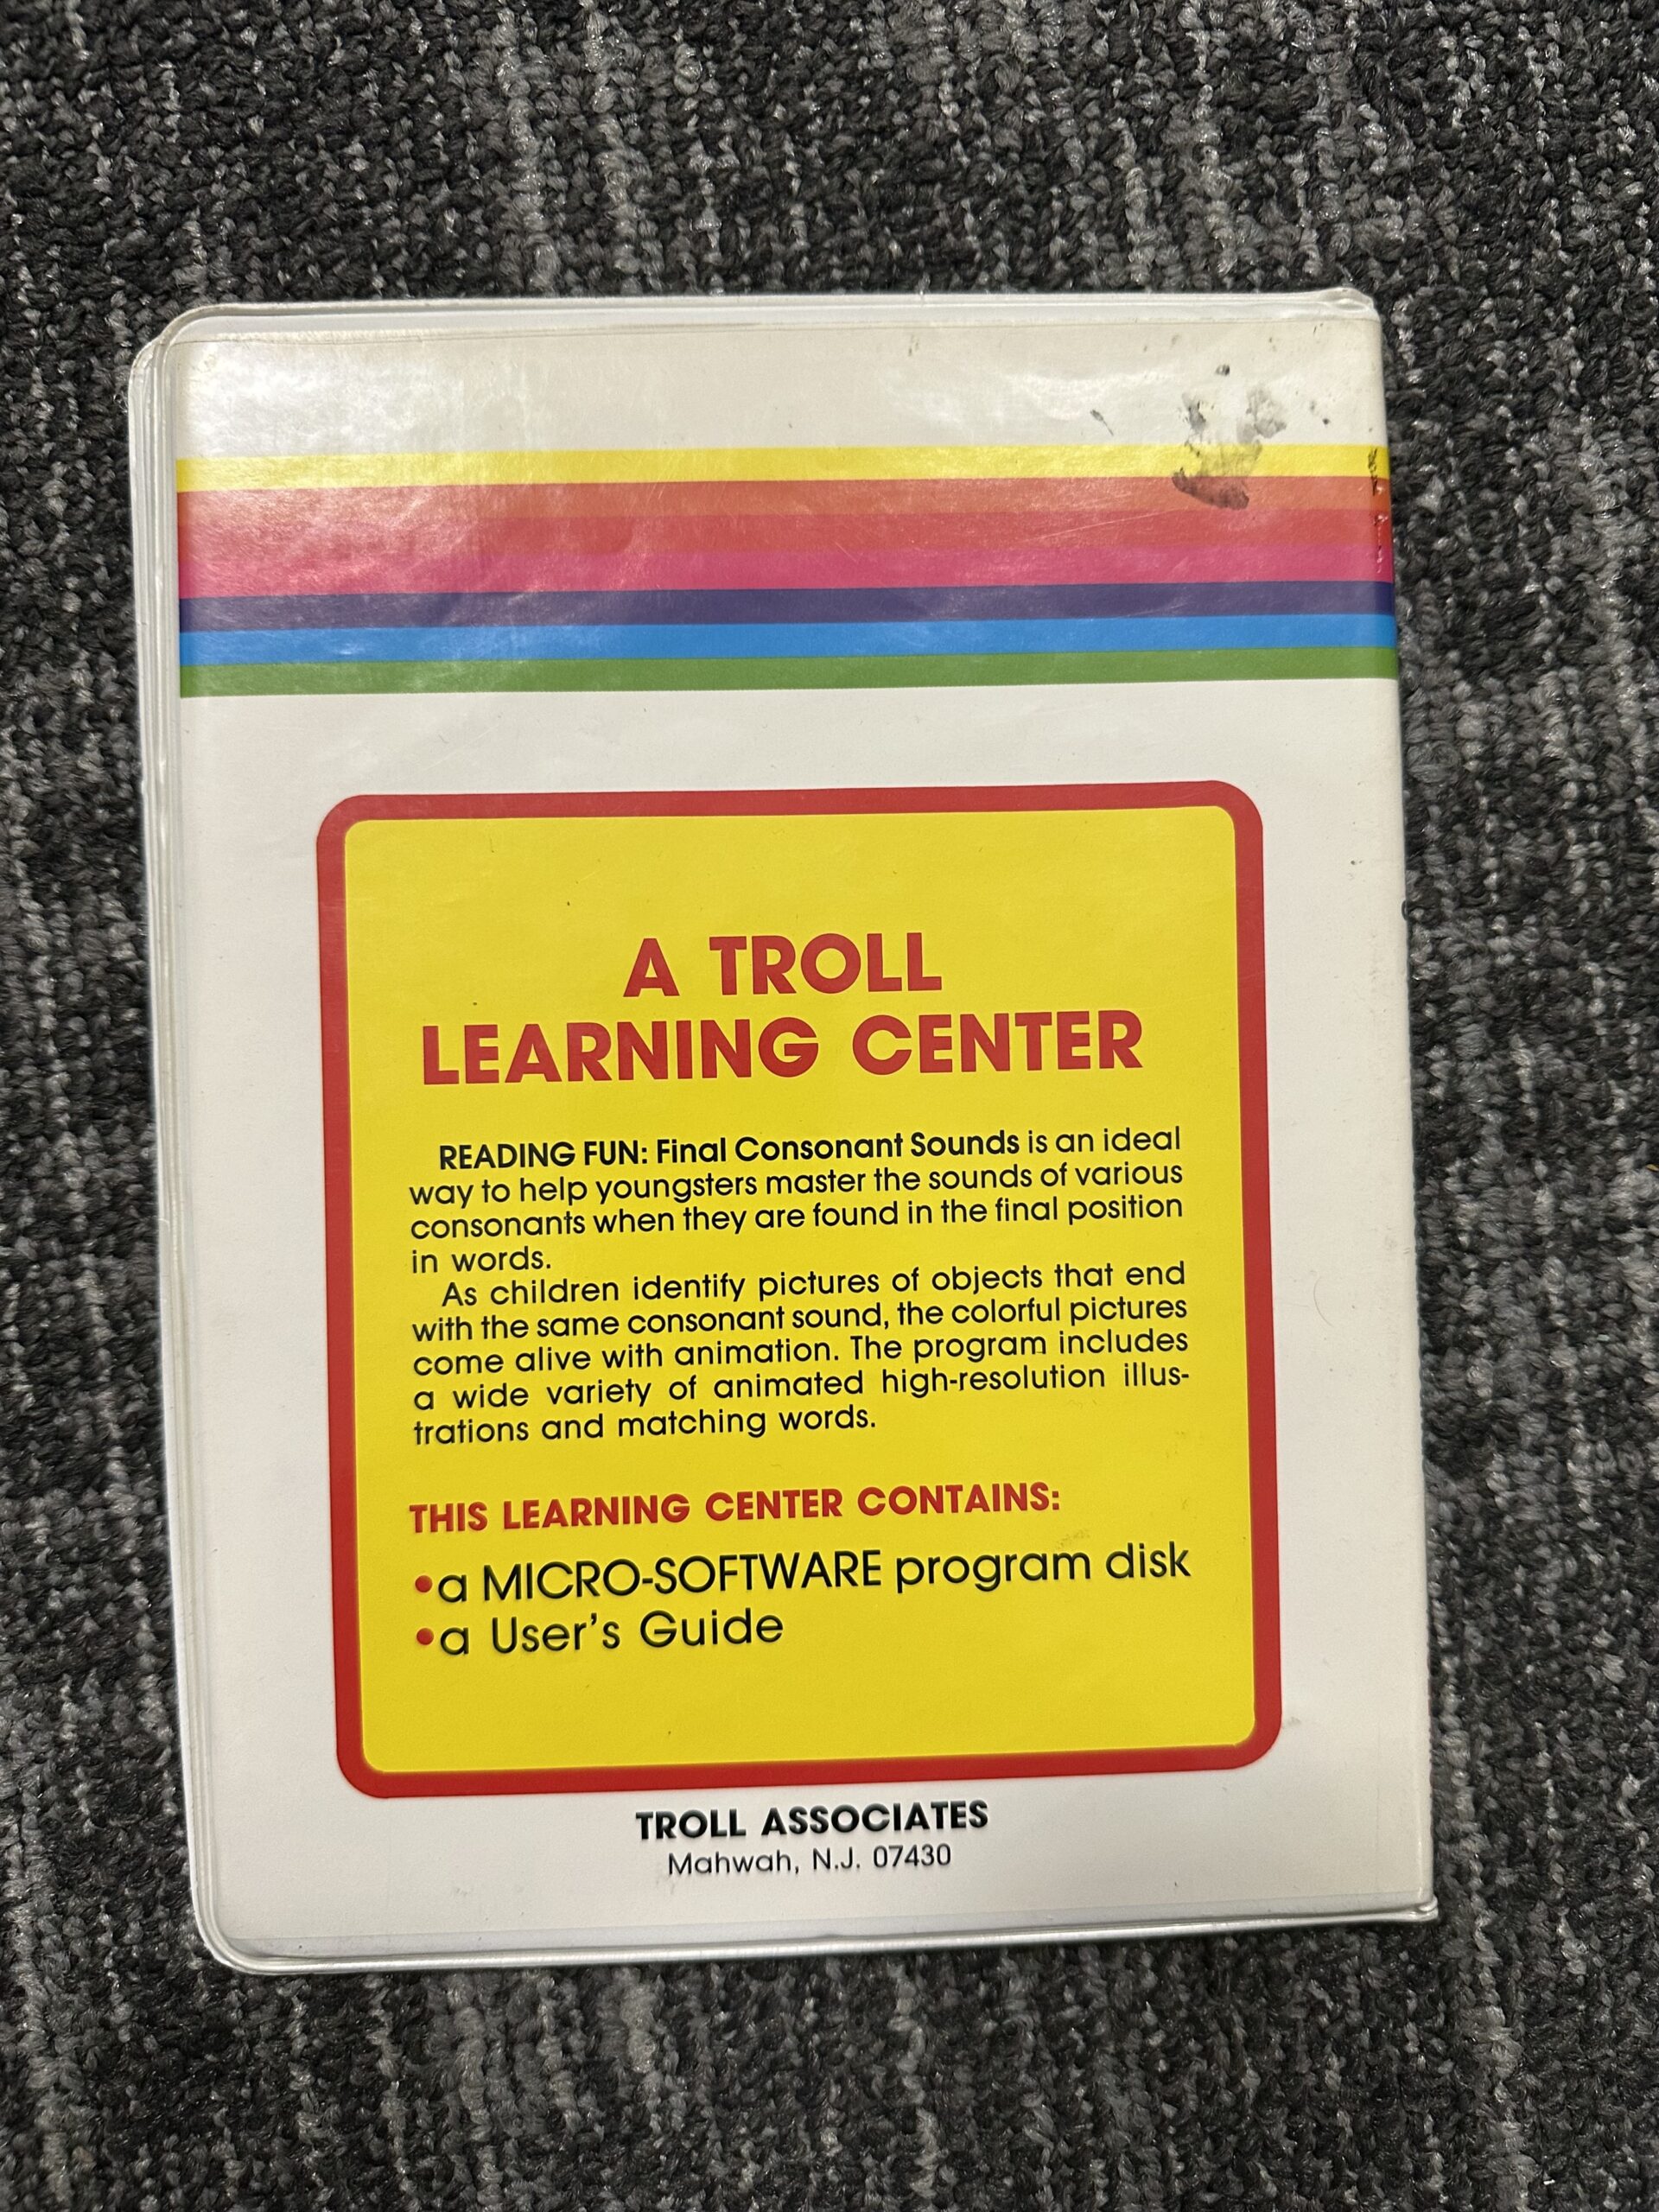 A TROLL
LEARNING CENTER
READING FUN: Final Consonant Sounds is an ideal
way to help youngsters master the sounds of various
consonants when they are found in the final position
in words.
As children identify pictures of objects that end
with the same consonant sound, the colorful pictures
come alive with animation. The program includes
a wide variety of animated high-resolution illus-
trations and matching words.
THIS LEARNING CENTER CONTAINS:
•a MICRO-SOFTWARE program disk
•a User's Guide
TROLL ASSOCIATES
Mahwah, N.J. 07430